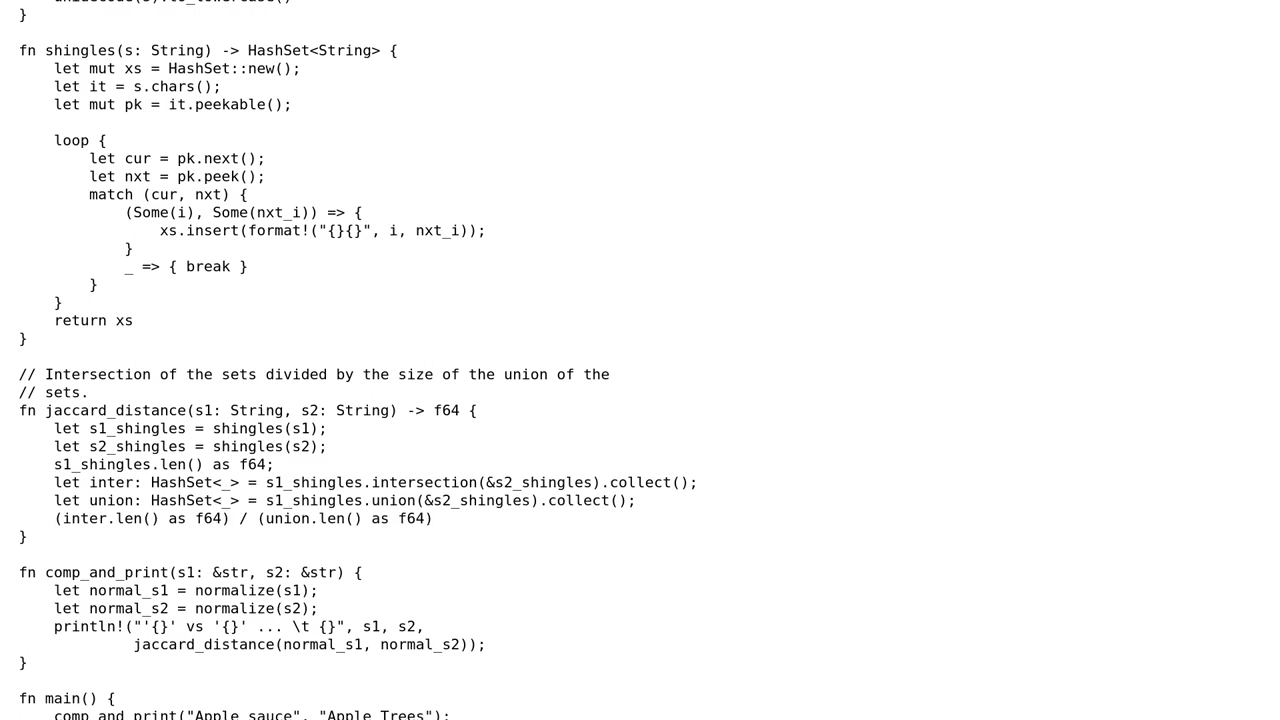 }
fn shingles(s: String) -> HashSet<String> {
    let mut xs = HashSet::new();
    let it = s.chars();
    let mut pk = it.peekable();

    loop {
        let cur = pk.next();
        let nxt = pk.peek();
        match (cur, nxt) {
            (Some(i), Some(nxt_i)) => {
                xs.insert(format!("{}{}", i, nxt_i));
            }
            _ => { break }
        }
    }
    return xs
}

// Intersection of the sets divided by the size of the union of the
// sets.
fn jaccard_distance(s1: String, s2: String) -> f64 {
    let s1_shingles = shingles(s1);
    let s2_shingles = shingles(s2);
    s1_shingles.len() as f64;
    let inter: HashSet<_> = s1_shingles.intersection(&s2_shingles).collect();
    let union: HashSet<_> = s1_shingles.union(&s2_shingles).collect();
    (inter.len() as f64) / (union.len() as f64)
}

fn comp_and_print(s1: &str, s2: &str) {
    let normal_s1 = normalize(s1);
    let normal_s2 = normalize(s2);
    println!("'{}' vs '{}' ... \t {}", s1, s2,
             jaccard_distance(normal_s1, normal_s2));
}

fn main() {
    comp_and_print("Apple sauce", "Apple Trees");